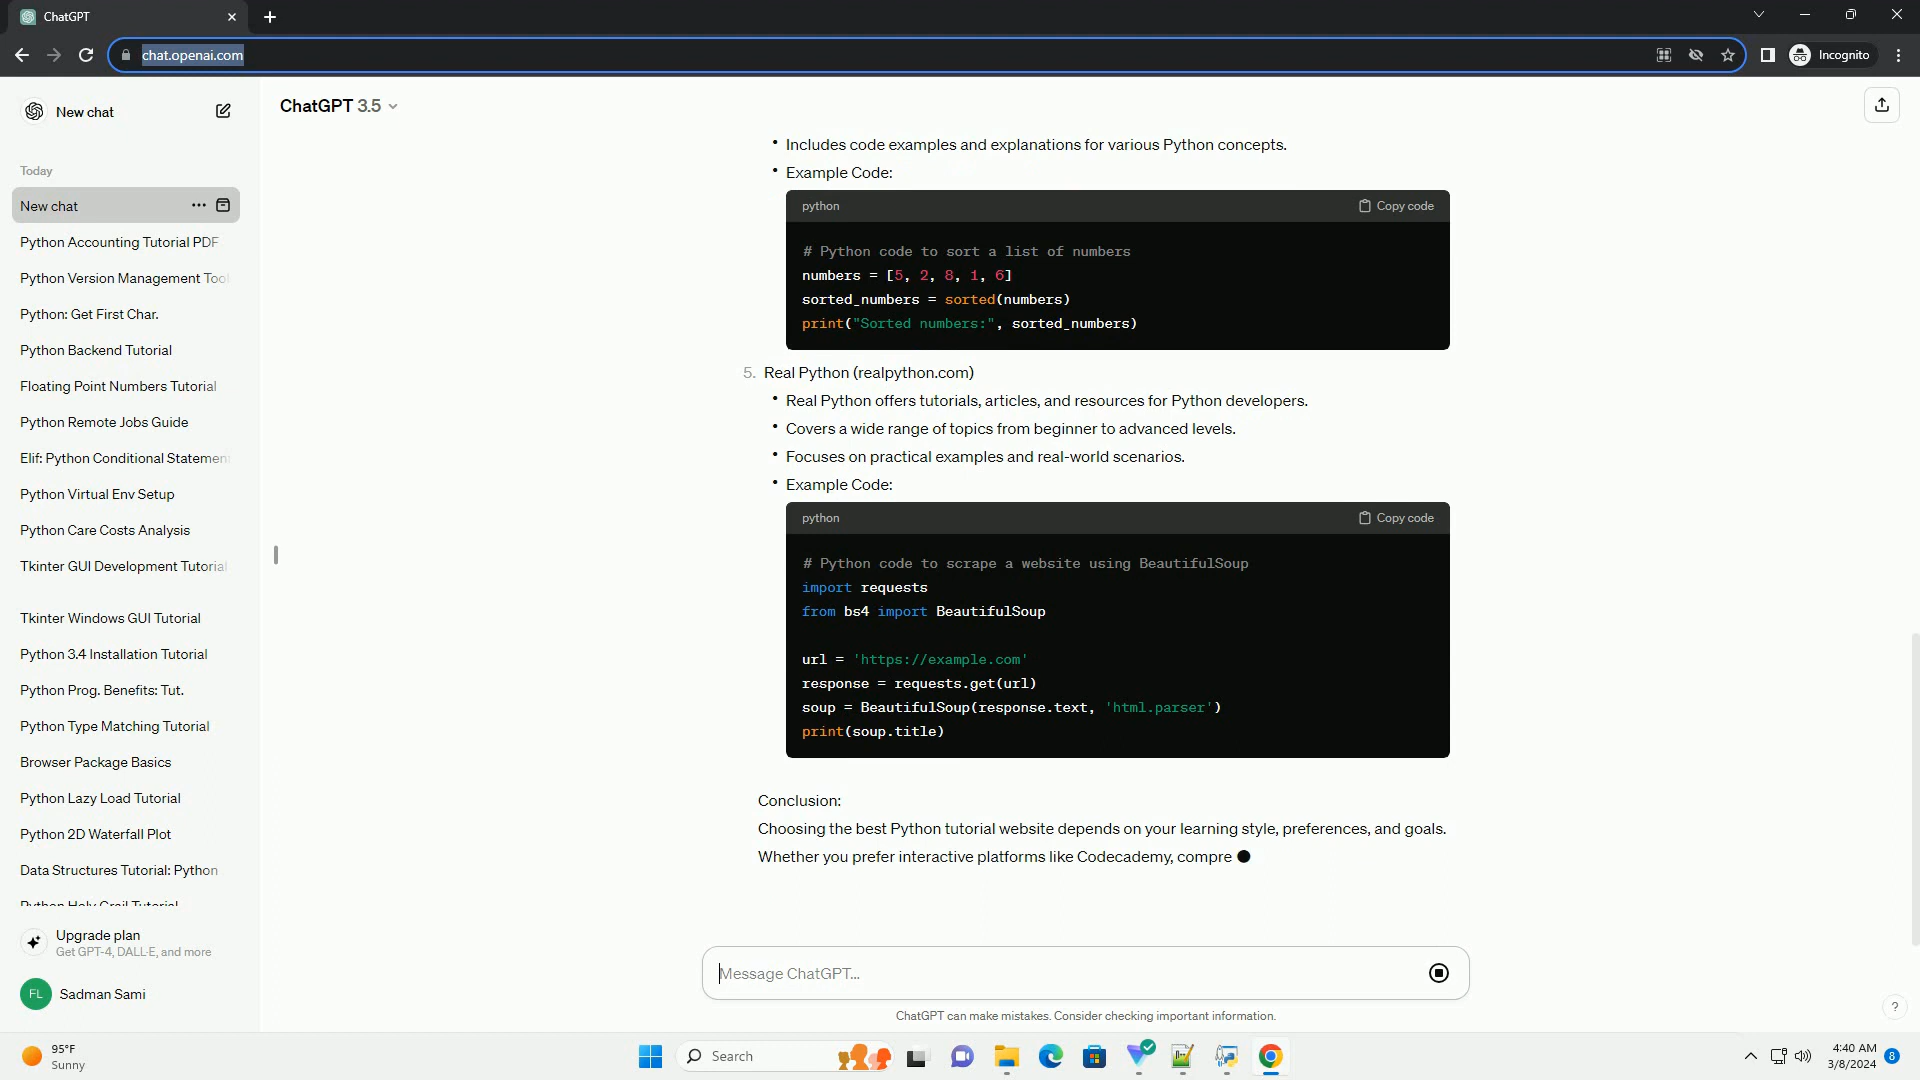 ChatGPT
chat.openai.com
Incognito
New chat
ChatGPT 3.5
Today
New chat
Python Accounting Tutorial PDF
Python Version Management Tool
Python: Get First Char.
Python Backend Tutorial
Floating Point Numbers Tutorial
Python Remote Jobs Guide
Elif: Python Conditional Statement
Python Virtual Env Setup
Python Care Costs Analysis
Tkinter GUI Development Tutorial
Tkinter Windows GUI Tutorial
Python 3.4 Installation Tutorial
Python Prog. Benefits: Tut.
Python Type Matching Tutorial
Browser Package Basics
Python Lazy Load Tutorial
Python 2D Waterfall Plot
Data Structures Tutorial: Python
Python Holy Grail Tutorial
Upgrade plan
Get GPT-4, DALL·E, and more
FL Sadman Sami
• Includes code examples and explanations for various Python concepts.
• Example Code:
python Copy code
# Python code to sort a list of numbers
numbers = [5, 2, 8, 1, 6]
sorted_numbers = sorted(numbers)
print("Sorted numbers:", sorted_numbers)
5. Real Python (realpython.com)
• Real Python offers tutorials, articles, and resources for Python developers.
• Covers a wide range of topics from beginner to advanced levels.
• Focuses on practical examples and real-world scenarios.
• Example Code:
python Copy code
# Python code to scrape a website using BeautifulSoup
import requests
from bs4 import BeautifulSoup
url = 'https://example.com'
response = requests.get(url)
soup = BeautifulSoup(response.text, 'html.parser')
print(soup.title)
Conclusion:
Choosing the best Python tutorial website depends on your learning style, preferences, and goals.
Whether you prefer interactive platforms like Codecademy, compre
Message ChatGPT…
ChatGPT can make mistakes. Consider checking important information.
?
95°F
Sunny
Search
4:40 AM
3/8/2024
8